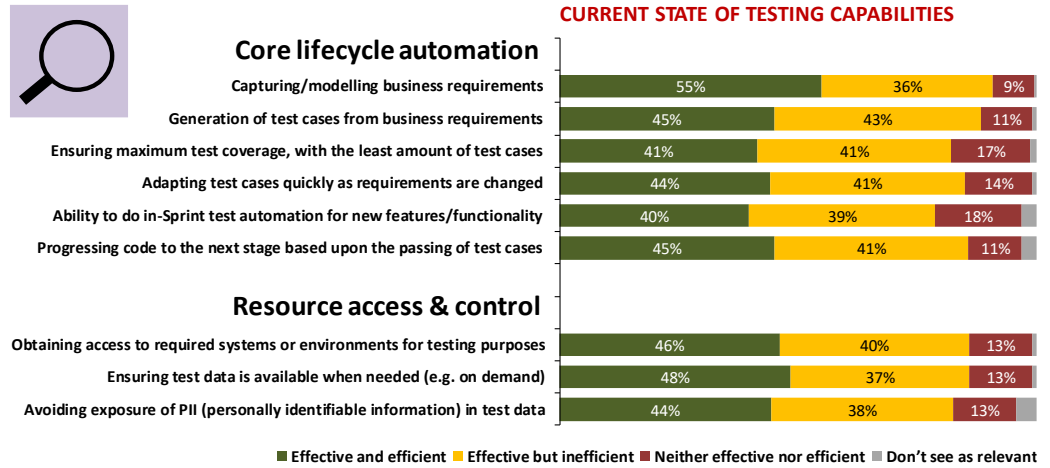 CURRENT STATE OF TESTING CAPABILITIES
Core lifecycle automation
Capturing/modelling business requirements 55% 36% 9%
Generation of test cases from business requirements 45% 43% 11%
Ensuring maximum test coverage, with the least amount of test cases 41% 41% 17%
Adapting test cases quickly as requirements are changed 44% 41% 14%
Ability to do in-Sprint test automation for new features/functionality 40% 39% 18%
Progressing code to the next stage based upon the passing of test cases 45% 41% 11%
Resource access & control
Obtaining access to required systems or environments for testing purposes 46% 40% 13%
Ensuring test data is available when needed (e.g. on demand) 48% 37% 13%
Avoiding exposure of PII (personally identifiable information) in test data 44% 38% 13%
Effective and efficient Effective but inefficient Neither effective nor efficient Don't see as relevant